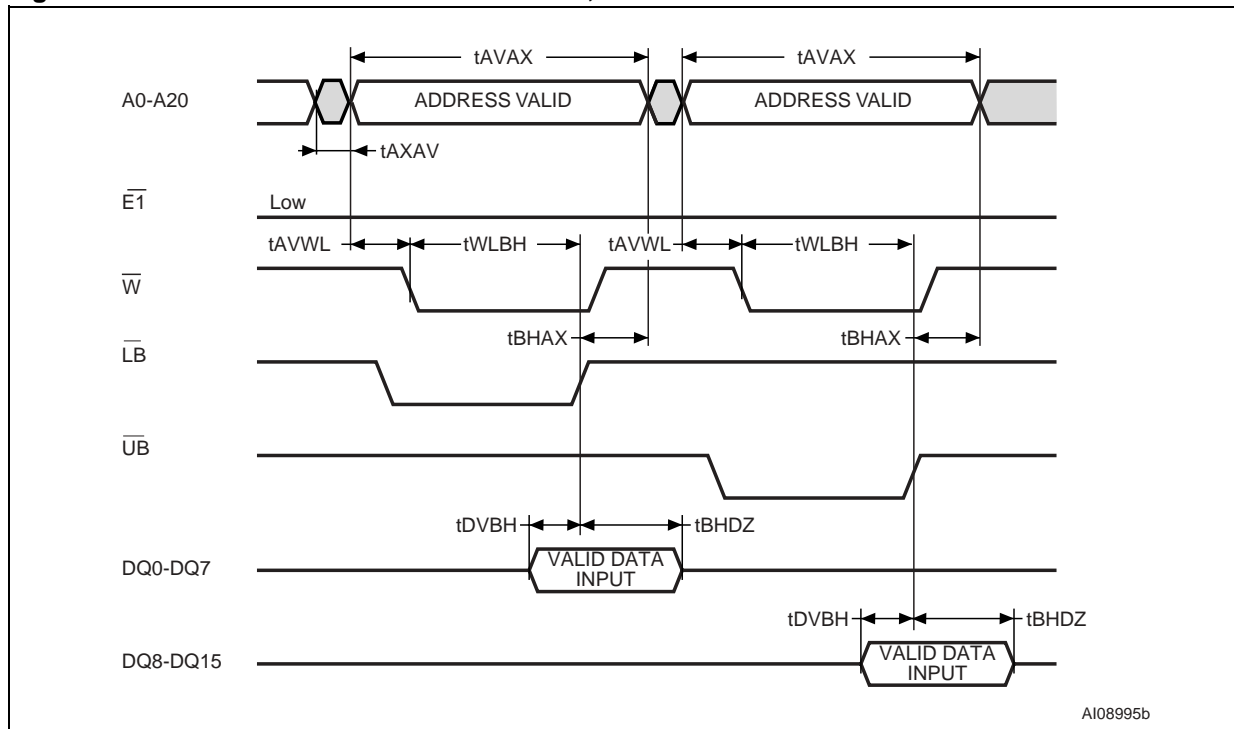 tAVAX tAVAX
A0-A20 ADDRESS VALID ADDRESS VALID
tAXAV
E1 Low
tAVWL tWLBH tAVWL tWLBH
W
tBHAX tBHAX
LB
UB
tDVBH tBHDZ
DQ0-DQ7 VALID DATA
INPUT
tDVBH tBHDZ
DQ8-DQ15 VALID DATA
INPUT
AI08995b